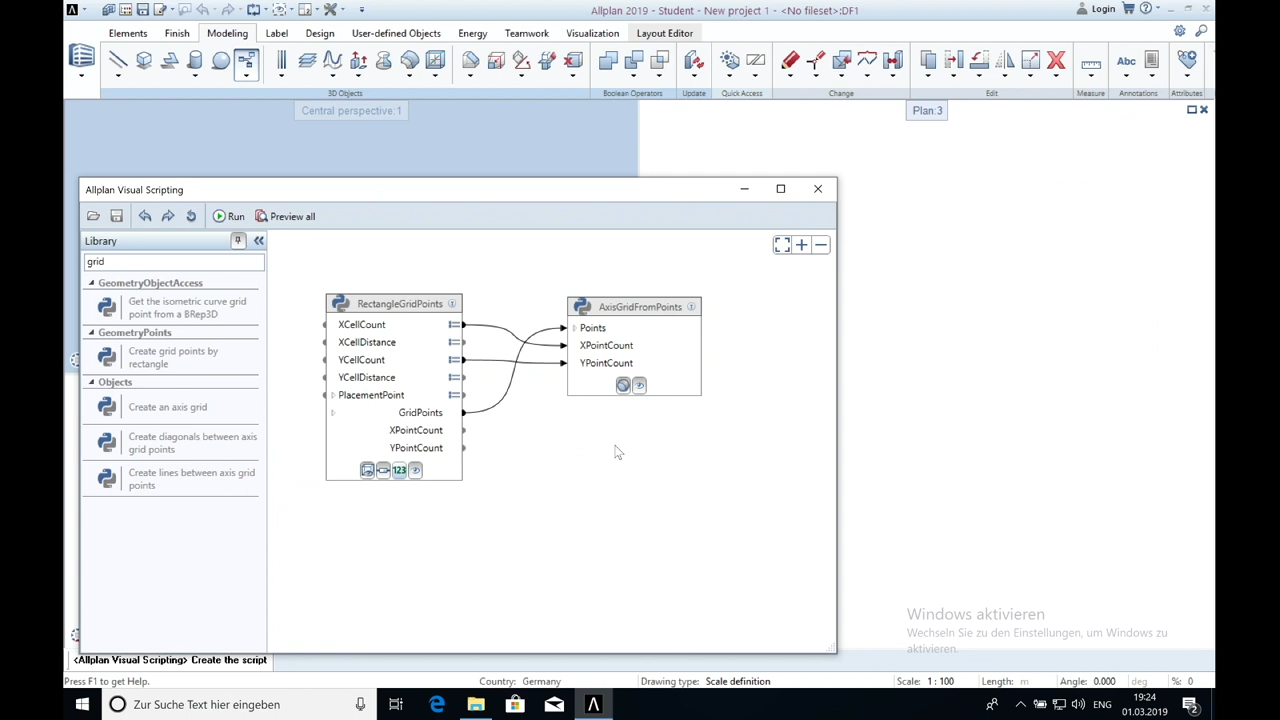 Allplan 2019 - Student - New project 1 - <No fileset>:DF1
Login
Elements Finish Modeling Label Design User-defined Objects Energy Teamwork Visualization Layout Editor
Abc
3D Objects Boolean Operators Update Quick Access Change Edit Measure Annotations Attributes
Central perspective:1
Plan:3
Allplan Visual Scripting
Run Preview all
Library
grid
GeometryObjectAccess
Get the isometric curve grid
point from a BRep3D
GeometryPoints
Create grid points by
rectangle
Objects
Create an axis grid
Create diagonals between axis
grid points
Create lines between axis grid
points
RectangleGridPoints
XCellCount
XCellDistance
YCellCount
YCellDistance
PlacementPoint
GridPoints
XPointCount
YPointCount
123
AxisGridFromPoints
Points
XPointCount
YPointCount
Windows aktivieren
Wechseln Sie zu den Einstellungen, um Windows zu
aktivieren.
<Allplan Visual Scripting> Create the script
Press F1 to get Help. Country: Germany Drawing type: Scale definition Scale: 1 : 100 Length: m Angle: 0.000 deg %: 0
Zur Suche Text hier eingeben
ENG
19:24
01.03.2019
2